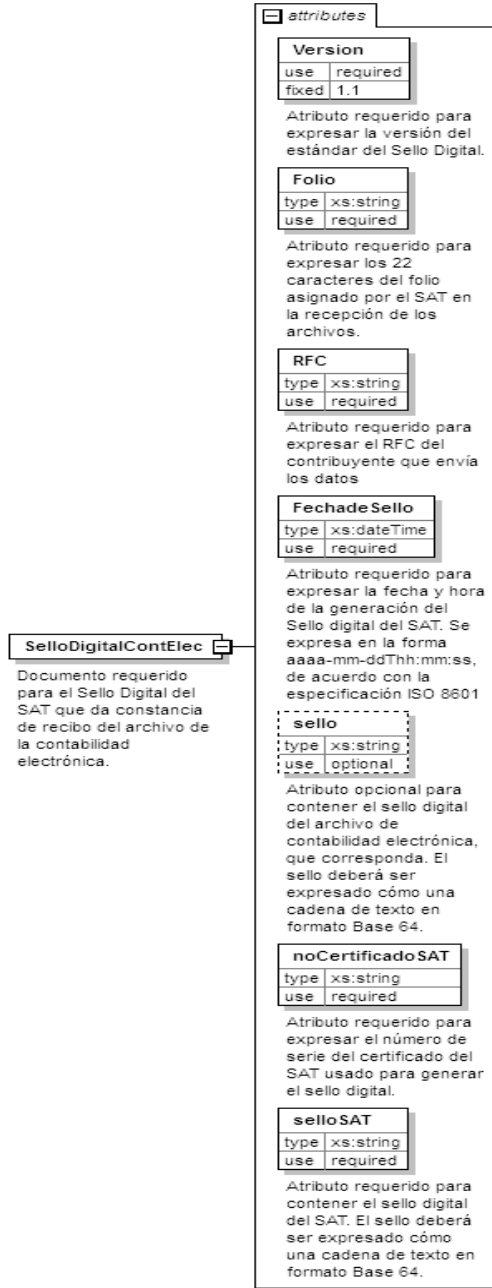 attributes
Version
use required
fixed 1.1
Atributo requerido para
expresar la versión del
estándar del Sello Digital.
Folio
type xs:string
use required
Atributo requerido para
expresar los 22
caracteres del folio
asignado por el SAT en
la recepción de los
archivos.
RFC
type xs:string
use required
Atributo requerido para
expresar el RFC del
contribuyente que envía
los datos
FechadeSello
type xs:dateTime
use required
Atributo requerido para
expresar la fecha y hora
de la generación del
Sello digital del SAT. Se
expresa en la forma
aaaa-mm-ddThh:mm:ss,
de acuerdo con la
especificación ISO 8601
SelloDigitalContElec
Documento requerido
para el Sello Digital del
SAT que da constancia
de recibo del archivo de
la contabilidad
electrónica.
sello
type xs:string
use optional
Atributo opcional para
contener el sello digital
del archivo de
contabilidad electrónica,
que corresponda. El
sello deberá ser
expresado cómo una
cadena de texto en
formato Base 64.
noCertificadoSAT
type xs:string
use required
Atributo requerido para
expresar el número de
serie del certificado del
SAT usado para generar
el sello digital.
selloSAT
type xs:string
use required
Atributo requerido para
contener el sello digital
del SAT. El sello deberá
ser expresado cómo
una cadena de texto en
formato Base 64.